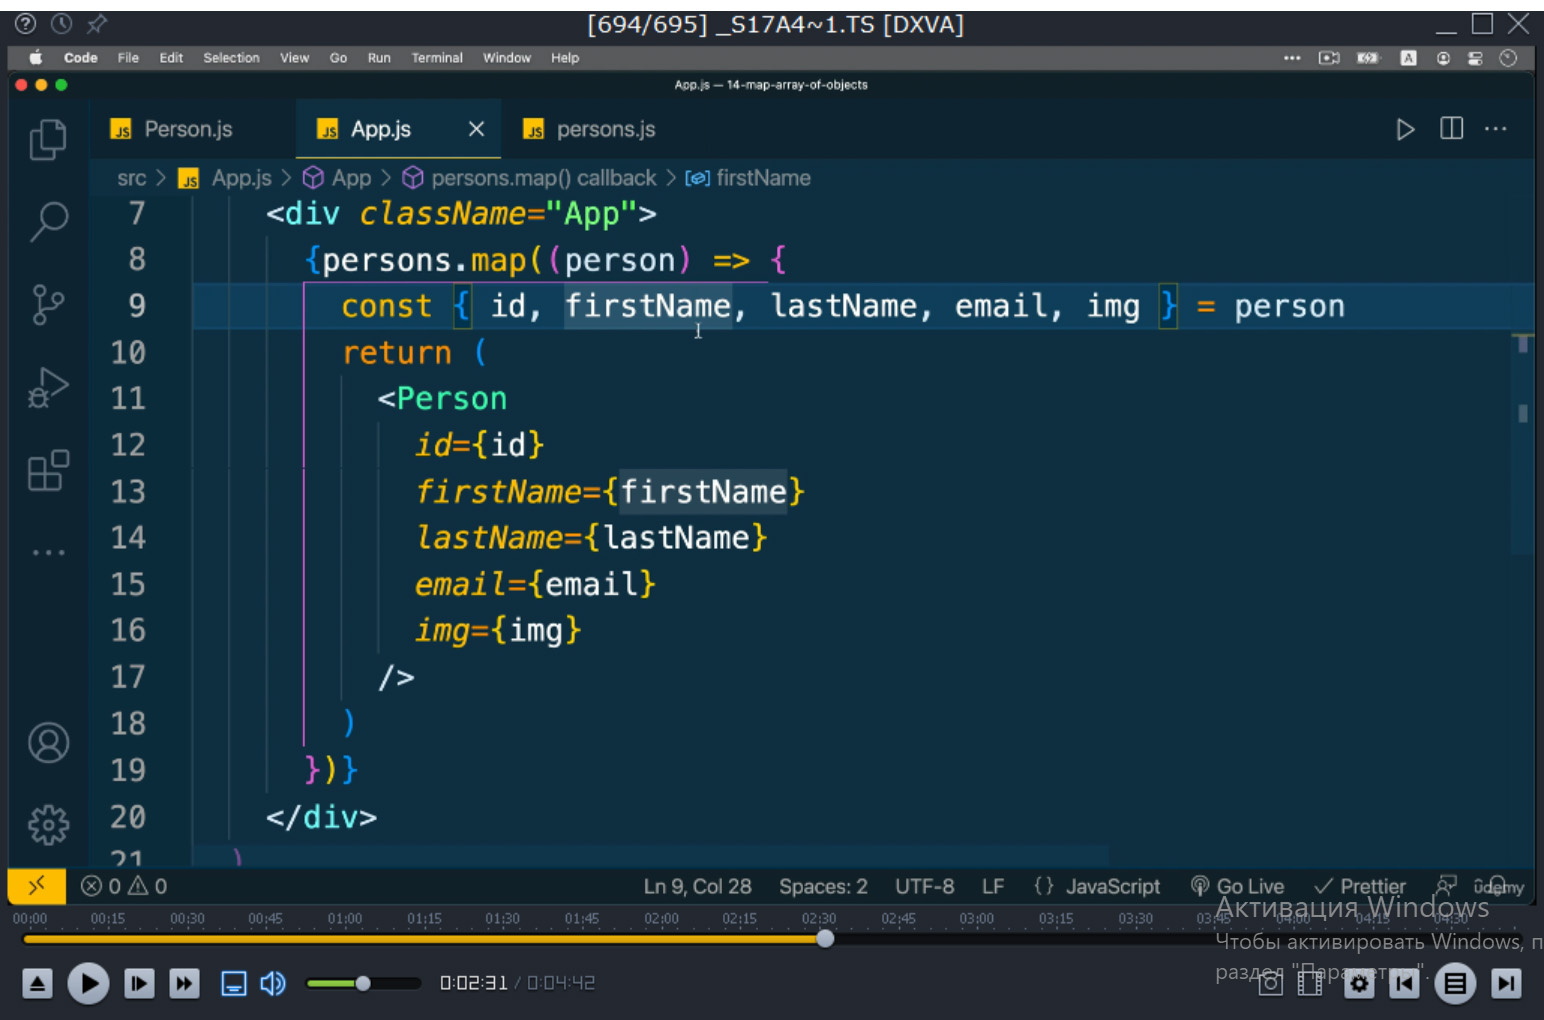 [694/695] _S17A4~1.TS [DXVA]
Code File Edit Selection View Go Run Terminal Window Help
App.js — 14-map-array-of-objects
JS Person.js JS App.js JS persons.js
src > JS App.js > App > persons.map() callback > firstName
7 <div className="App">
8 {persons.map((person) => {
9 const { id, firstName, lastName, email, img } = person
10 return (
11 <Person
12 id={id}
13 firstName={firstName}
14 lastName={lastName}
15 email={email}
16 img={img}
17 />
18 )
19 })}
20 </div>
21 )
0 0 Ln 9, Col 28 Spaces: 2 UTF-8 LF {} JavaScript Go Live Prettier ûdemy
00:00 00:15 00:30 00:45 01:00 01:15 01:30 01:45 02:00 02:15 02:30 02:45 03:00 03:15 03:30 03:45 04:00 04:15 04:30
Активация Windows
Чтобы активировать Windows, п
раздел "Параметры".
0:02:31 / 0:04:42